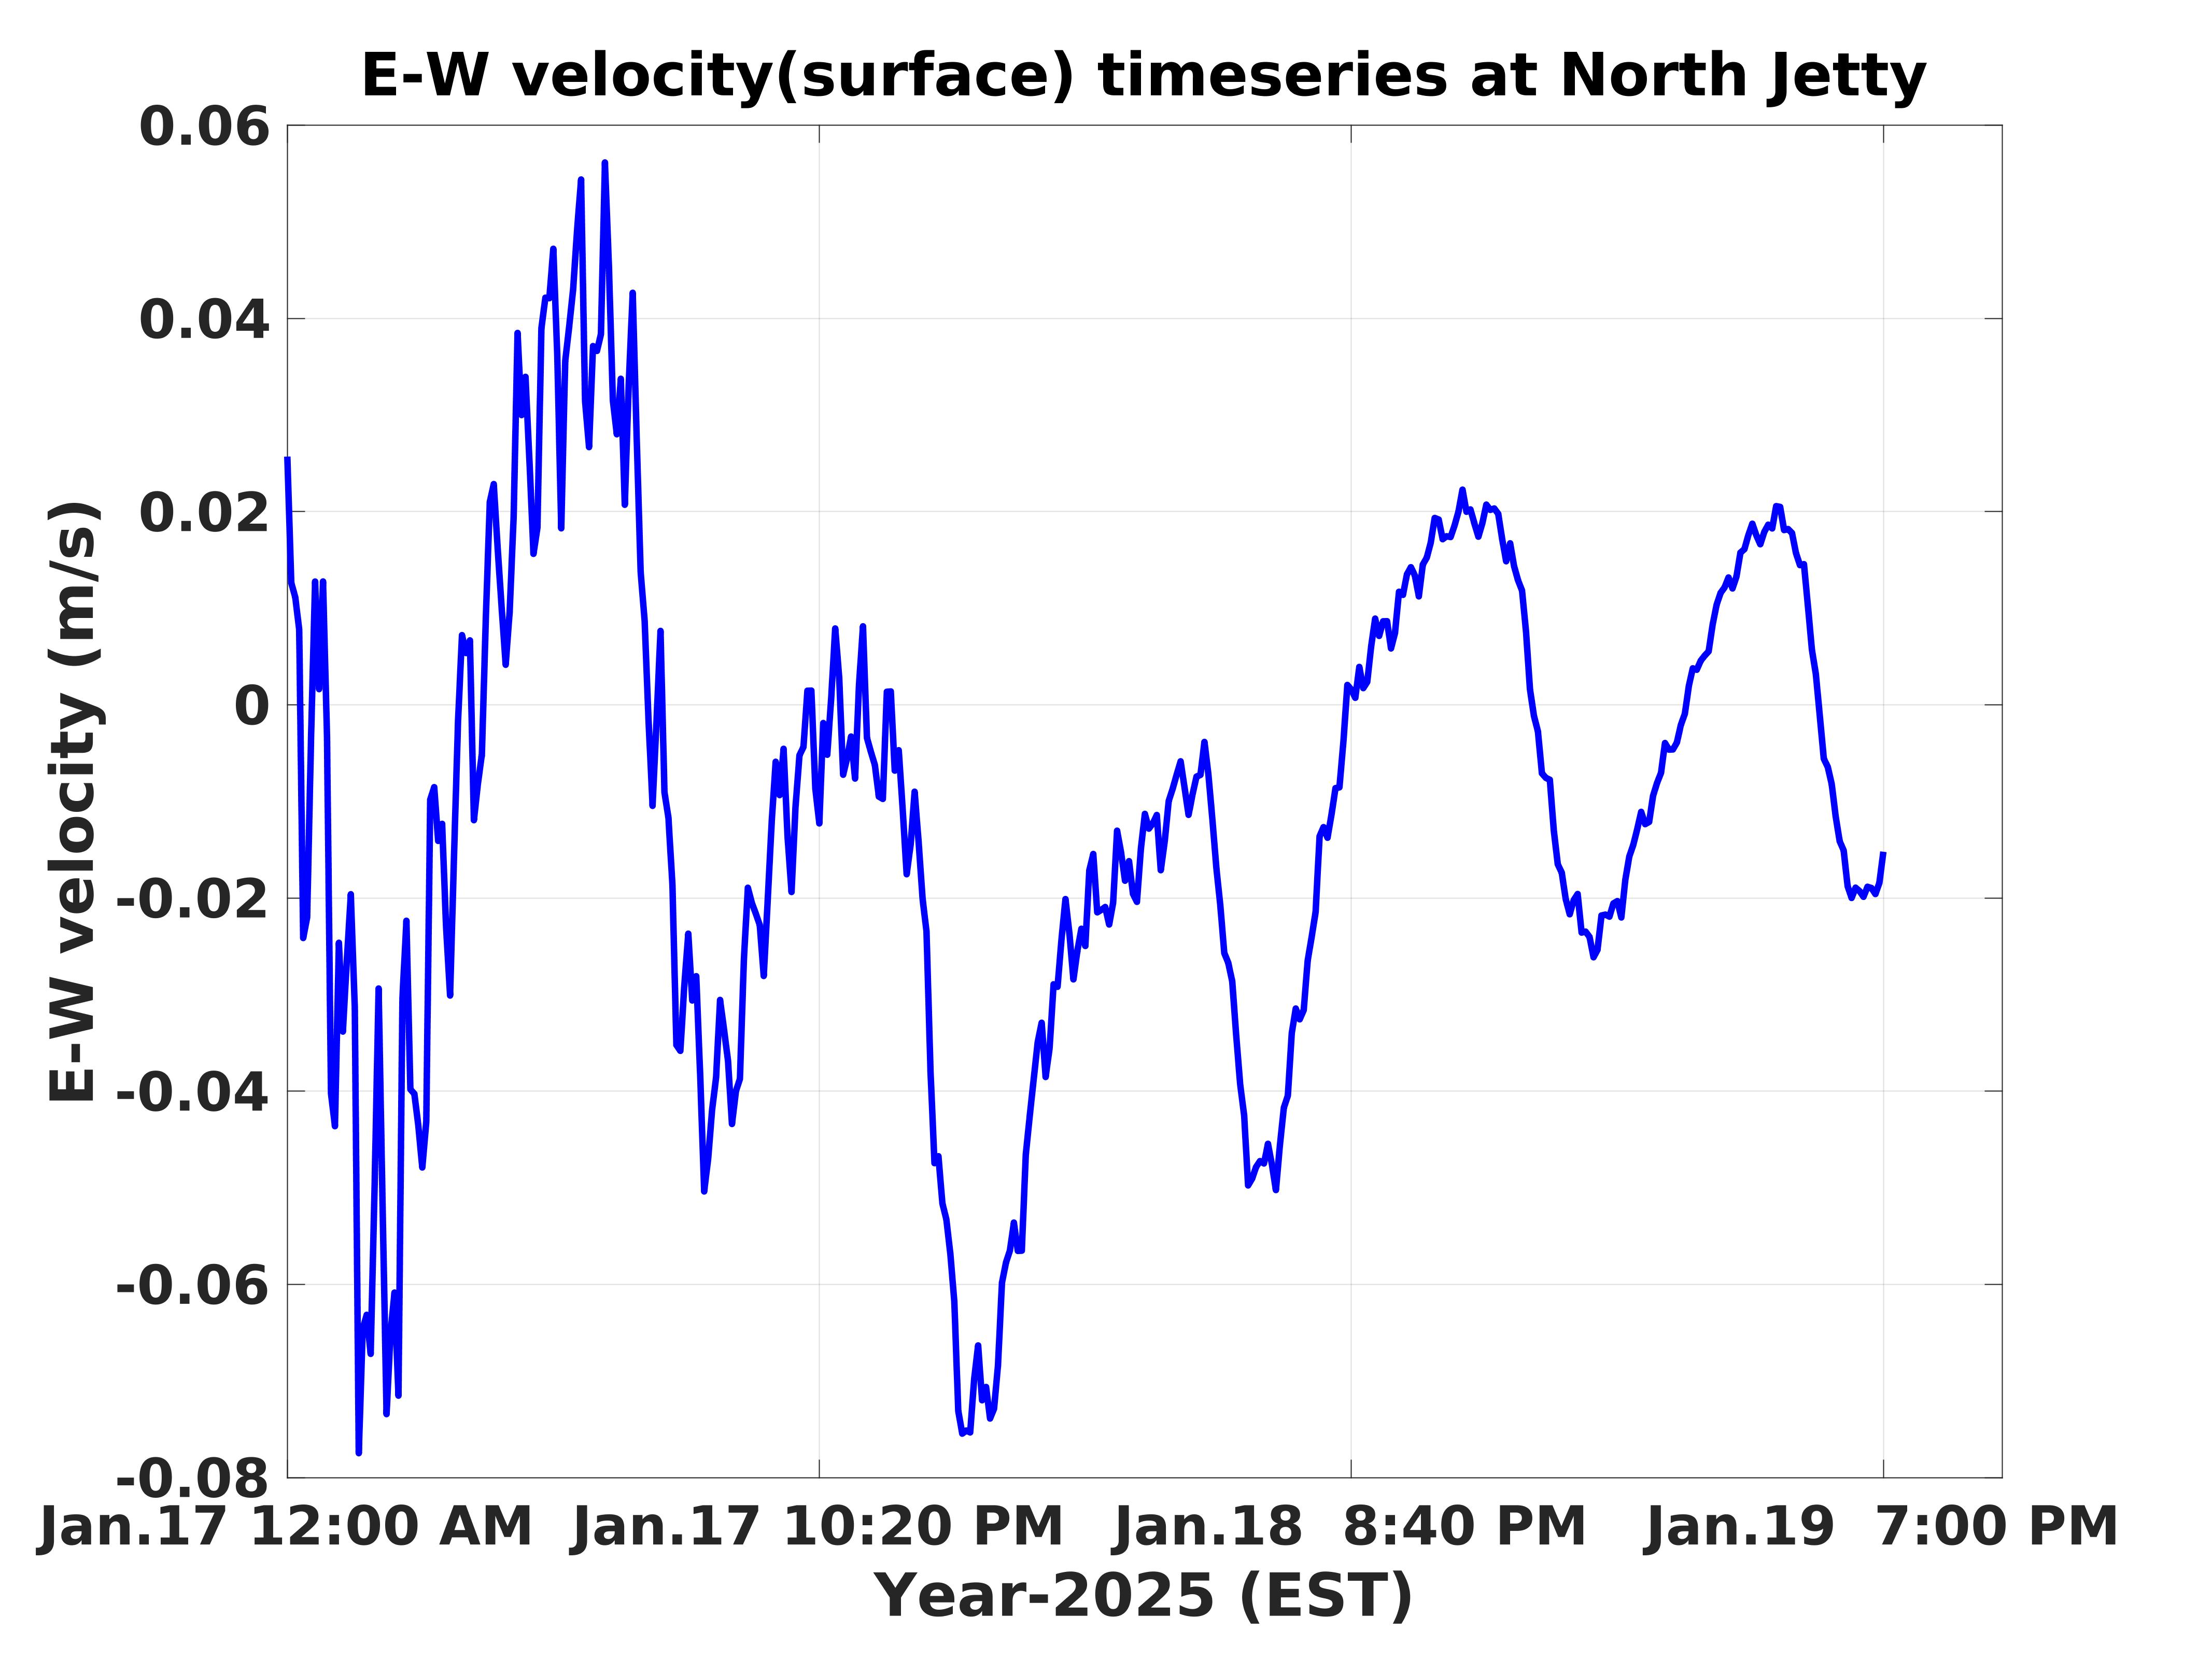 E-W velocity(surface) timeseries at North Jetty
E-W velocity (m/s)
0.06
0.04
0.02
0
-0.02
-0.04
-0.06
-0.08
Jan.17 12:00 AM Jan.17 10:20 PM Jan.18 8:40 PM Jan.19 7:00 PM
Year-2025 (EST)